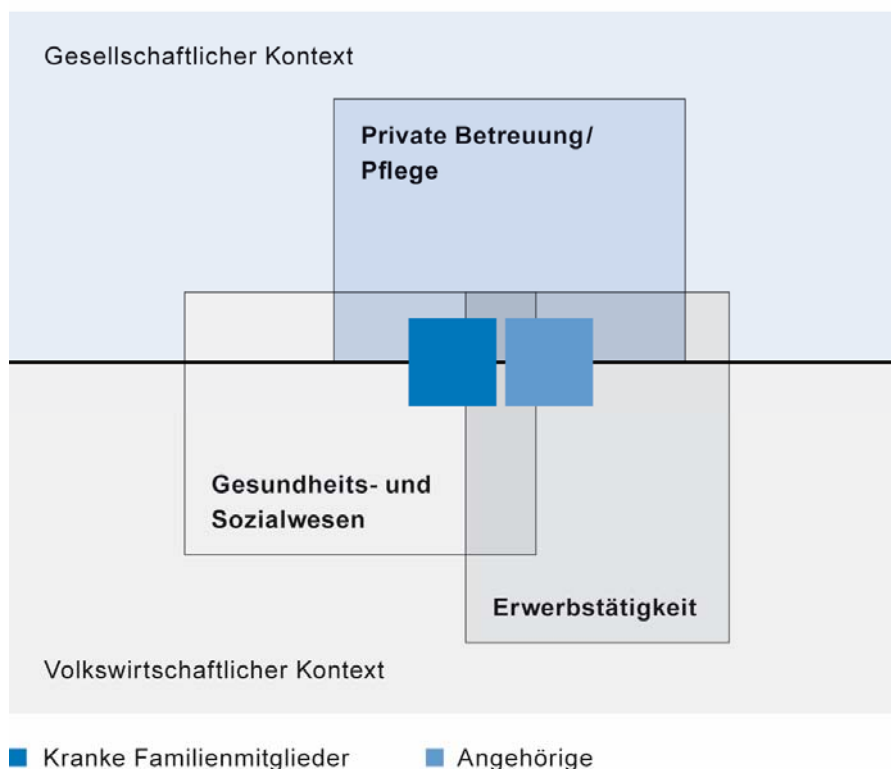 Gesellschaftlicher Kontext
Private Betreuung/
Pflege
Gesundheits- und
Sozialwesen
Erwerbstätigkeit
Volkswirtschaftlicher Kontext
Kranke Familienmitglieder
Angehörige